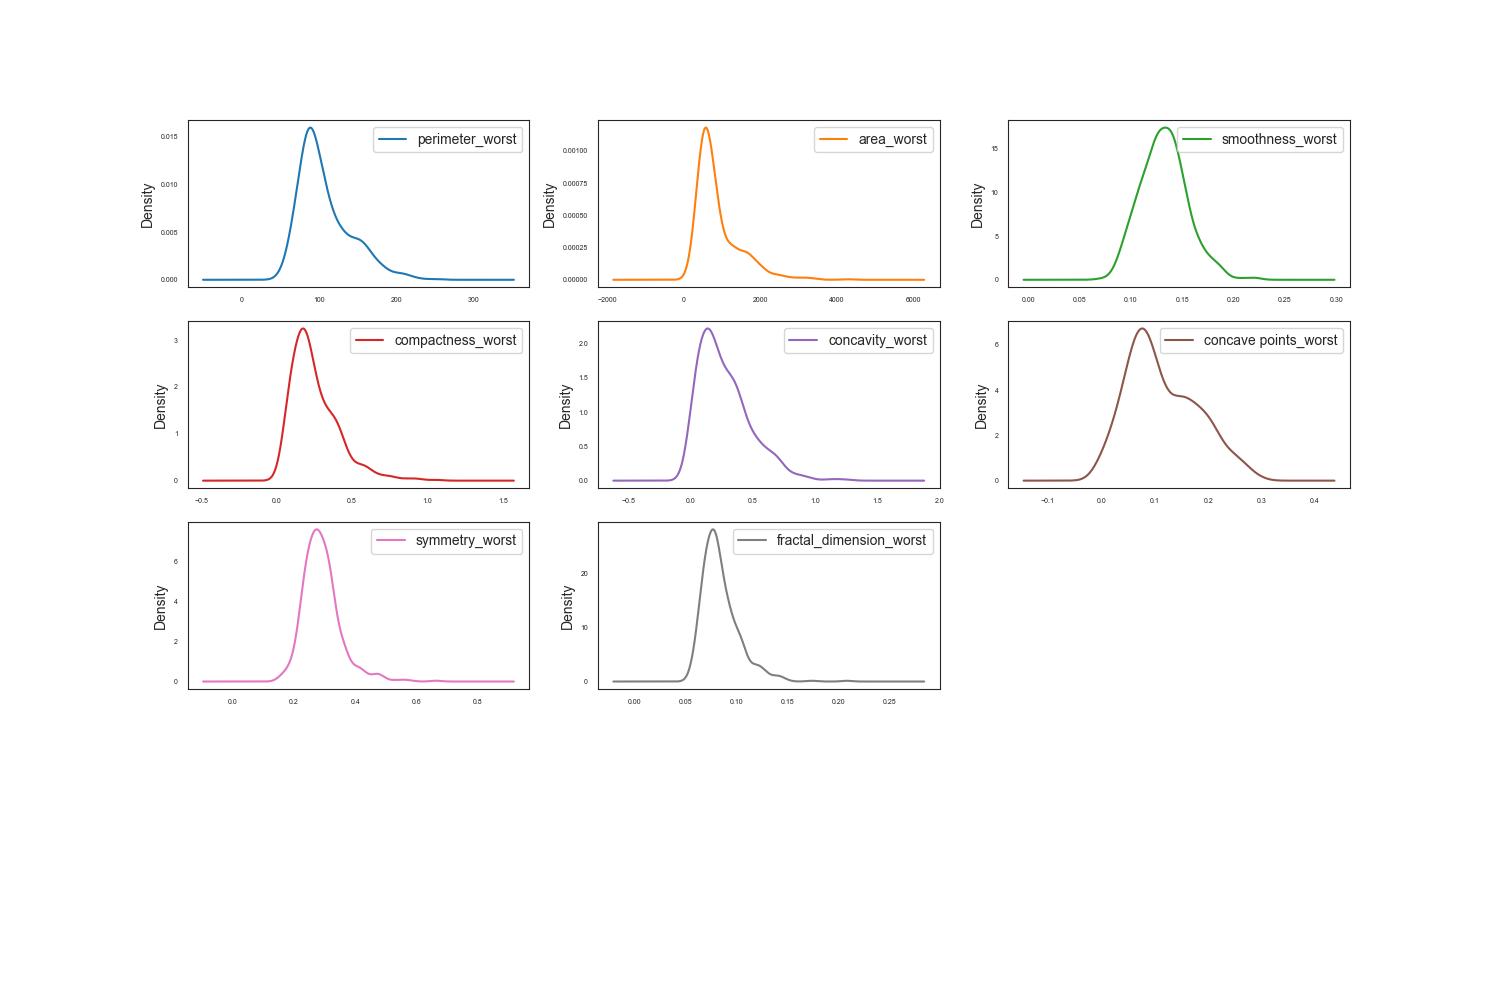 perimeter_worst
Density
0.015
0.010
0.005
0.000
0 100 200 300
area_worst
Density
0.00100
0.00075
0.00050
0.00025
0.00000
−2000 0 2000 4000 6000
smoothness_worst
Density
15
10
5
0
0.00 0.05 0.10 0.15 0.20 0.25 0.30
compactness_worst
Density
3
2
1
0
−0.5 0.0 0.5 1.0 1.5
concavity_worst
Density
2.0
1.5
1.0
0.5
0.0
−0.5 0.0 0.5 1.0 1.5 2.0
concave points_worst
Density
6
4
2
0
−0.1 0.0 0.1 0.2 0.3 0.4
symmetry_worst
Density
6
4
2
0
0.0 0.2 0.4 0.6 0.8
fractal_dimension_worst
Density
20
10
0
0.00 0.05 0.10 0.15 0.20 0.25